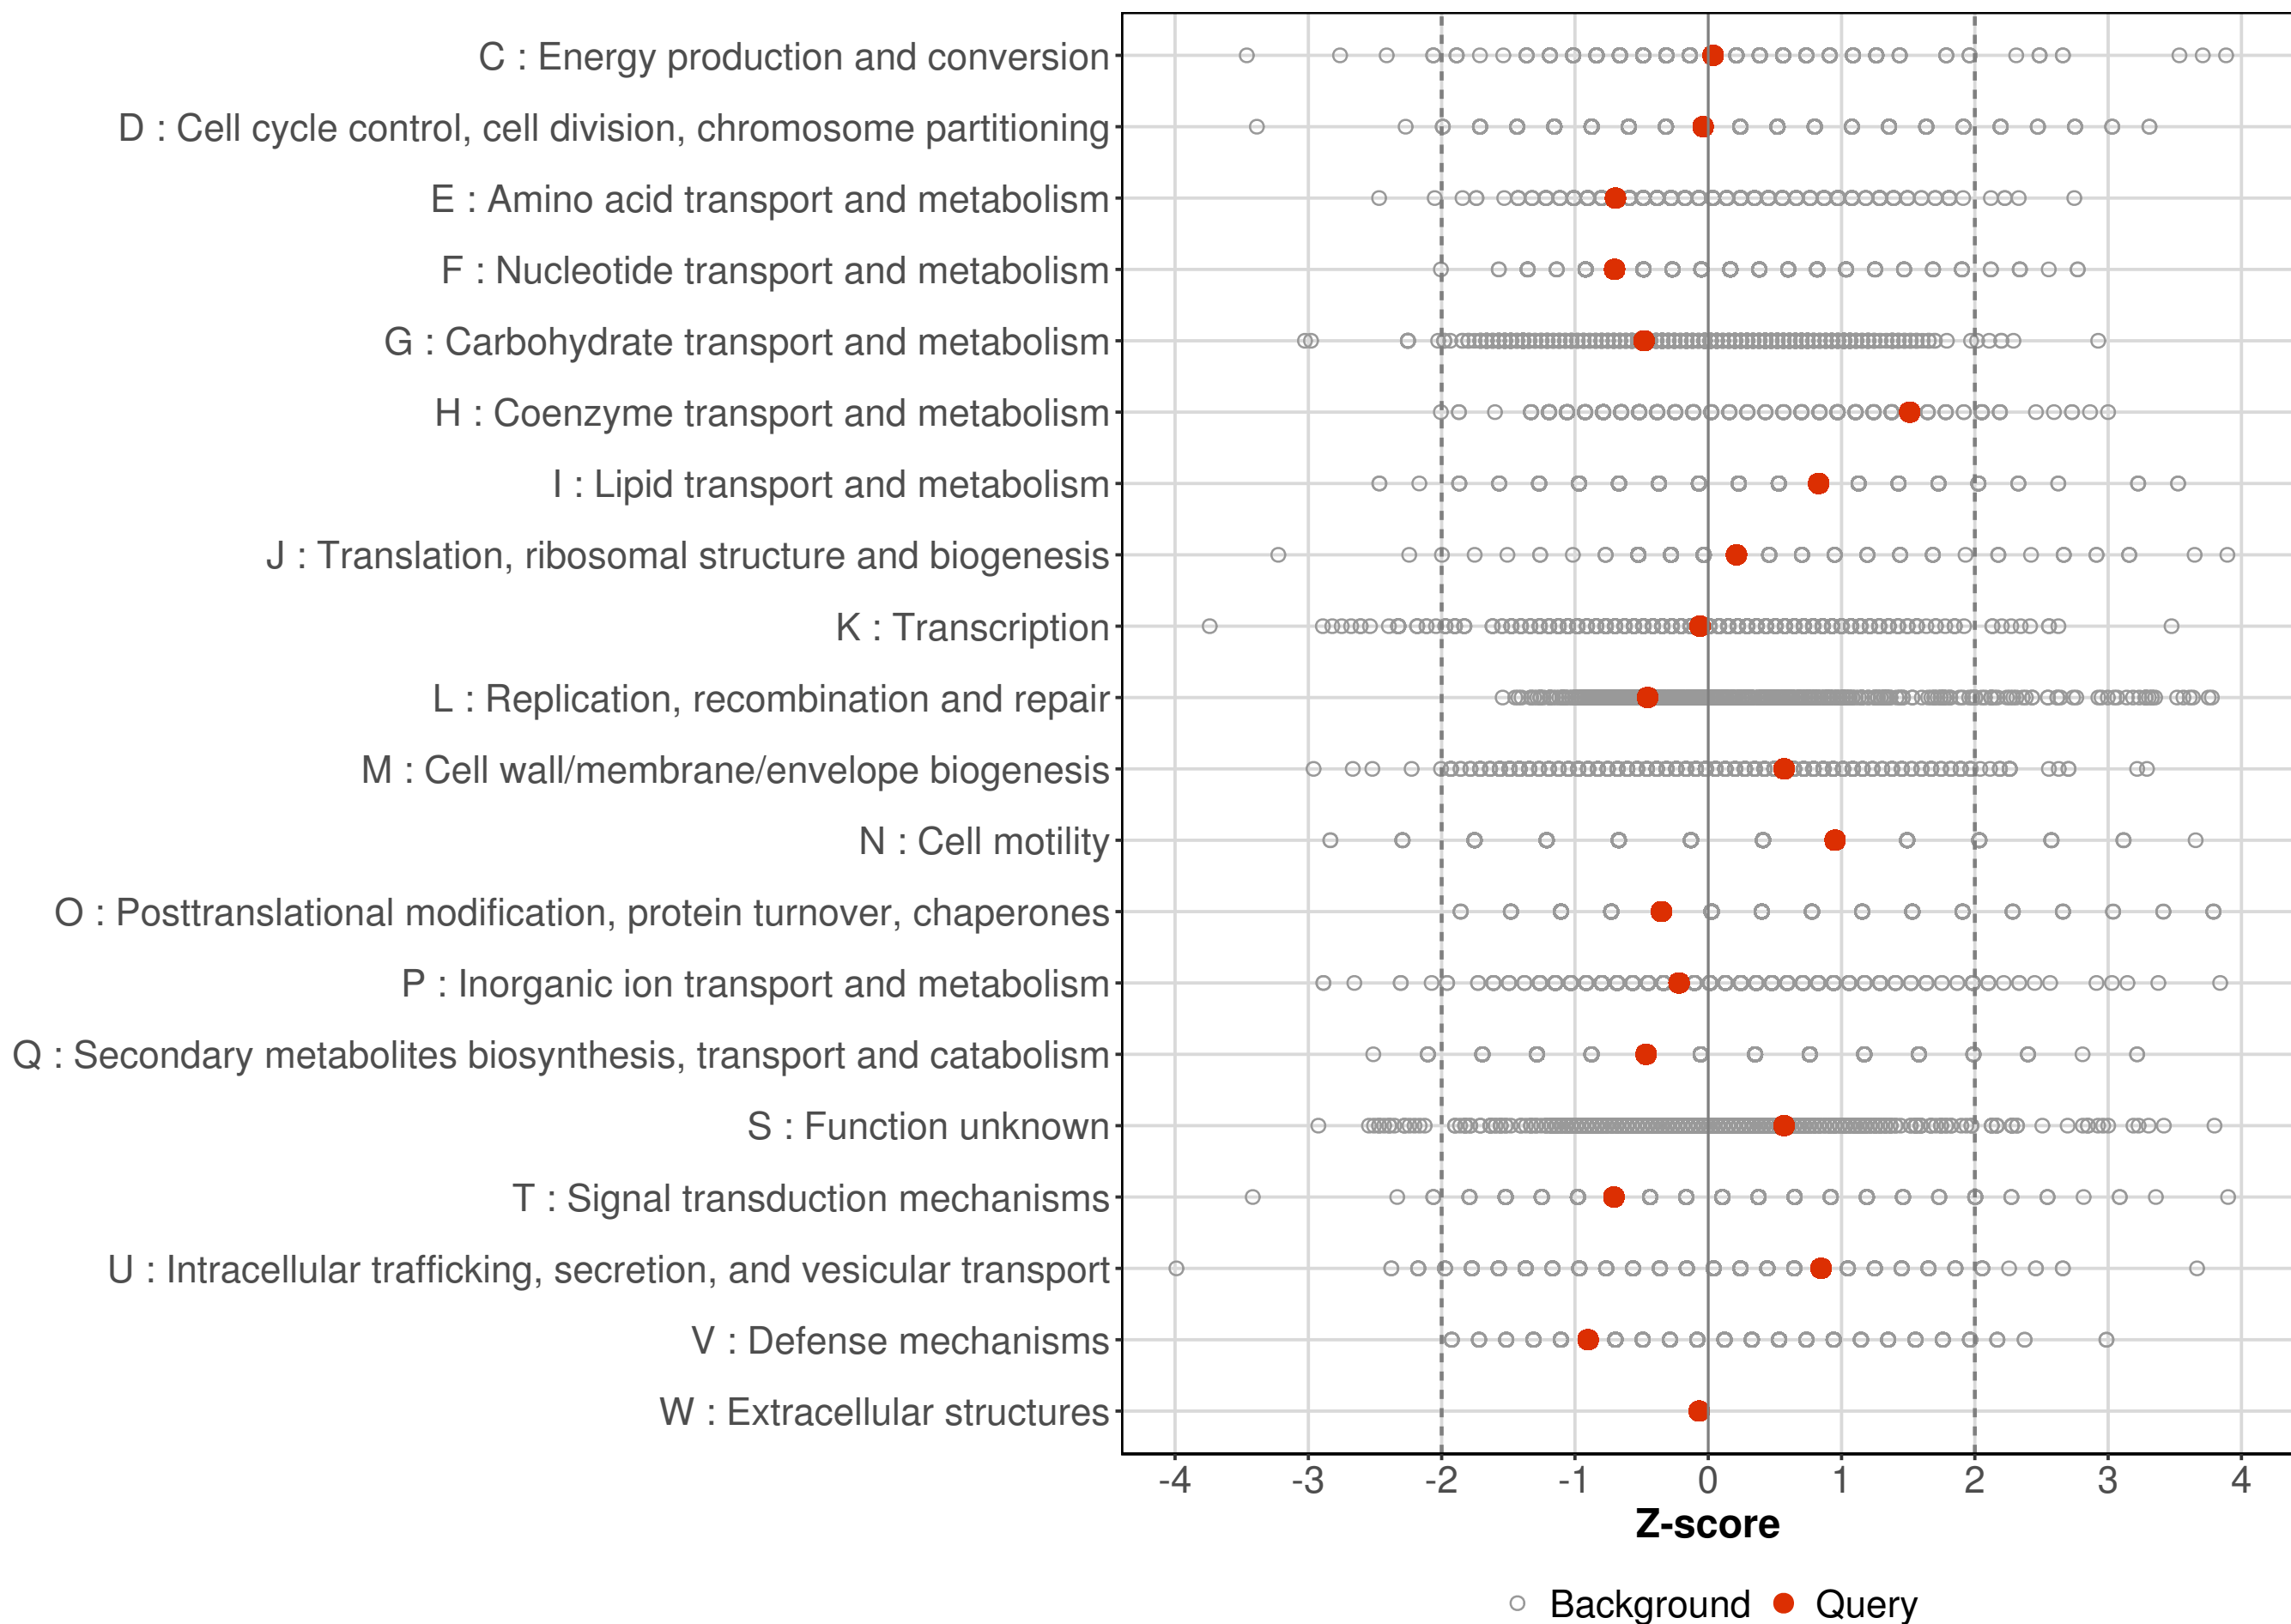 C : Energy production and conversion
D : Cell cycle control, cell division, chromosome partitioning
E : Amino acid transport and metabolism
F : Nucleotide transport and metabolism
G : Carbohydrate transport and metabolism
H : Coenzyme transport and metabolism
I : Lipid transport and metabolism
J : Translation, ribosomal structure and biogenesis
K : Transcription
L : Replication, recombination and repair
M : Cell wall/membrane/envelope biogenesis
N : Cell motility
O : Posttranslational modification, protein turnover, chaperones
P : Inorganic ion transport and metabolism
Q : Secondary metabolites biosynthesis, transport and catabolism
S : Function unknown
T : Signal transduction mechanisms
U : Intracellular trafficking, secretion, and vesicular transport
V : Defense mechanisms
W : Extracellular structures
-4 -3 -2 -1 0 1 2 3 4
Z-score
Background Query